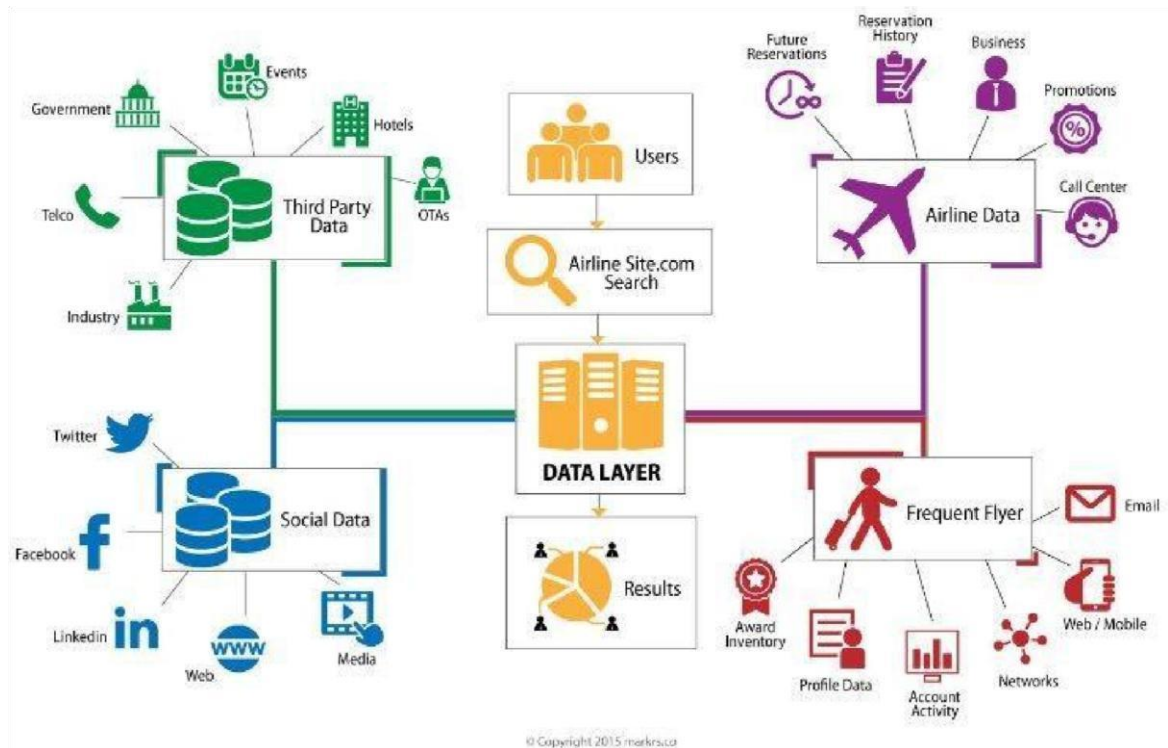 Events
Government
Hotels
Telco
Third Party
Data
OTAs
Industry
Users
Airline Site.com
Search
DATA LAYER
Results
Future
Reservations
Reservation
History
Business
Promotions
%
Airline Data
Call Center
Twitter
Facebook
f
Social Data
Linkedin
in
Web
www
Media
Frequent Flyer
Email
Web / Mobile
Networks
Account
Activity
Profile Data
Award
Inventory
© Copyright 2015 markrs.co